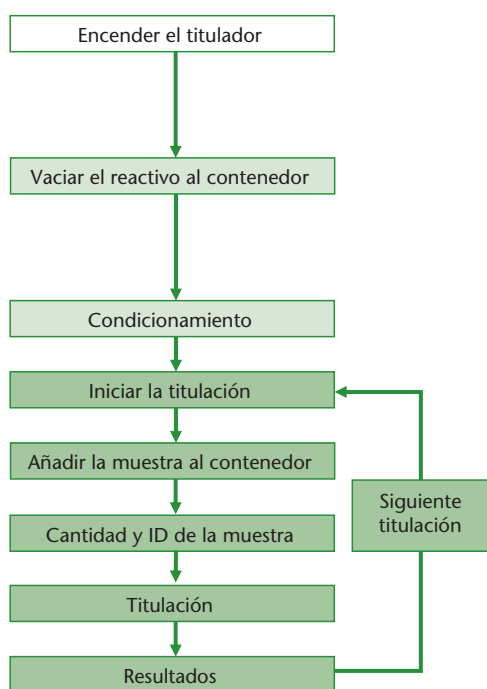 Encender el titulador
Vaciar el reactivo al contenedor
Condicionamiento
Iniciar la titulación
Añadir la muestra al contenedor
Cantidad y ID de la muestra
Titulación
Resultados
Siguiente
titulación